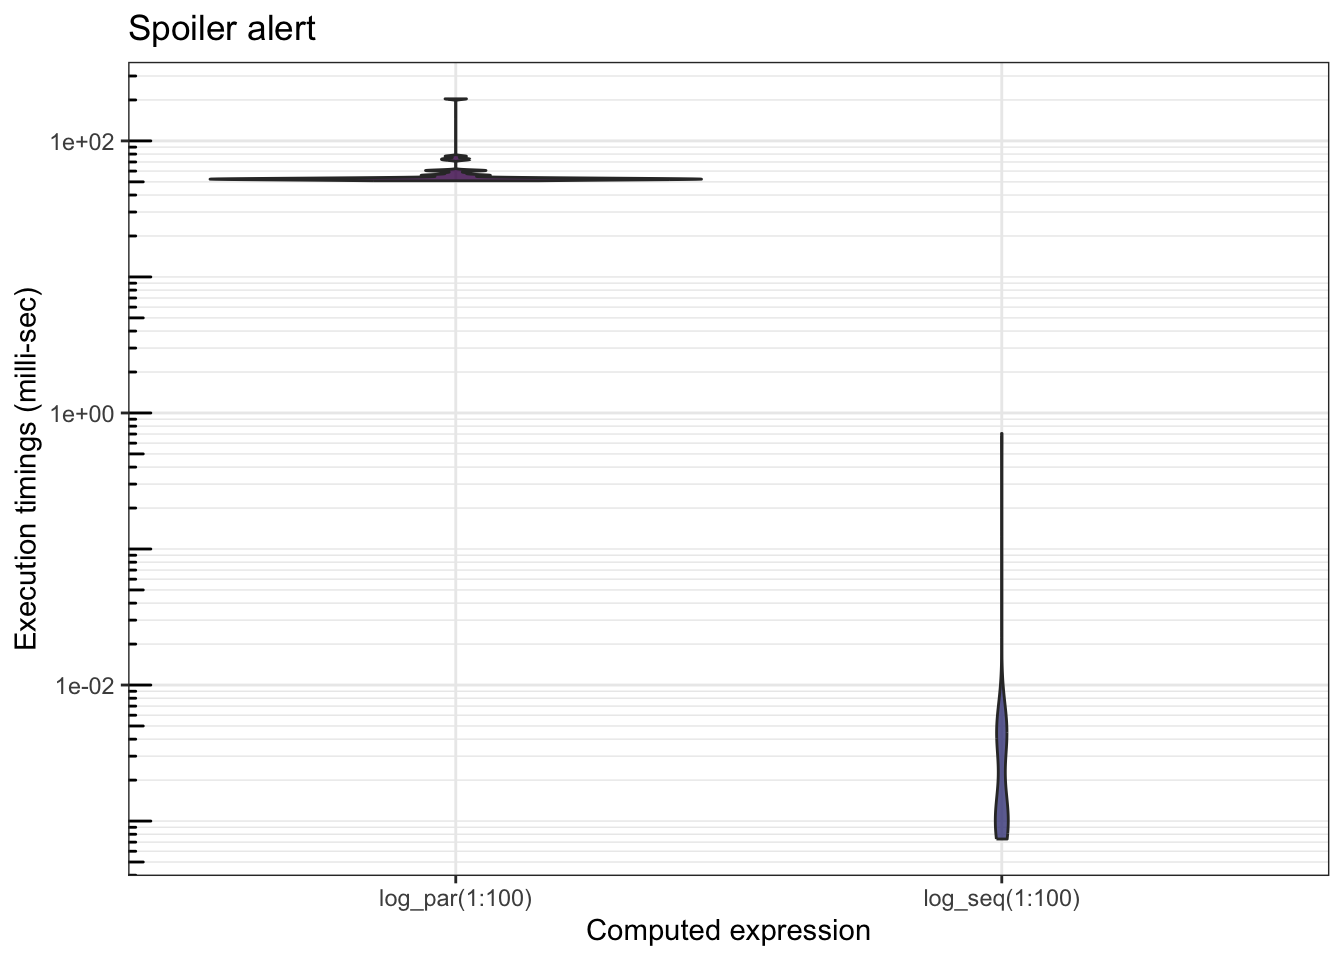 Spoiler alert
Execution timings (milli-sec)
1e+02
1e+00
1e-02
log_par(1:100)
log_seq(1:100)
Computed expression